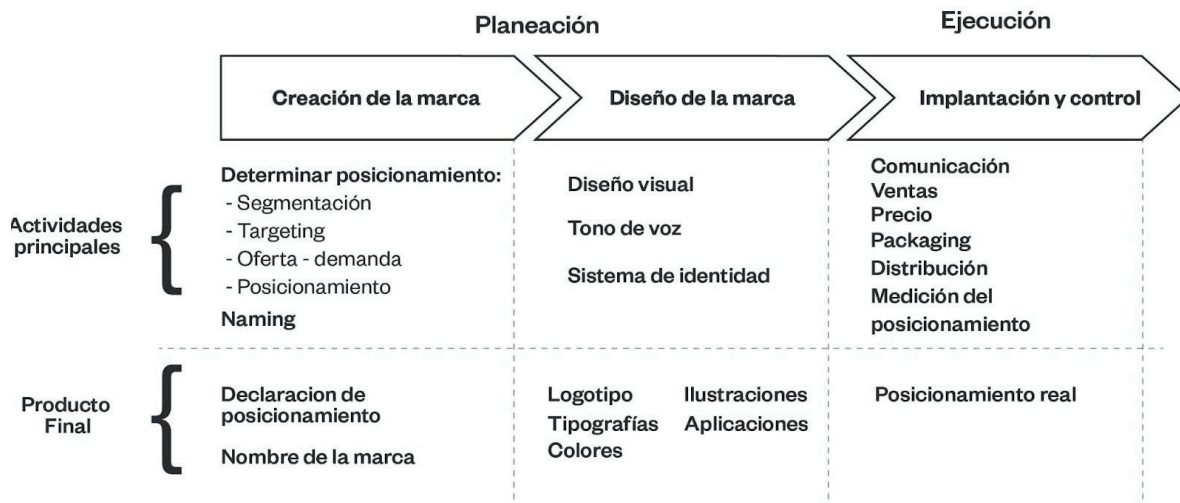 Planeación
Ejecución
Creación de la marca
Diseño de la marca
Implantación y control
Actividades
principales
Determinar posicionamiento:
- Segmentación
- Targeting
- Oferta - demanda
- Posicionamiento
Naming
Diseño visual
Tono de voz
Sistema de identidad
Comunicación
Ventas
Precio
Packaging
Distribución
Medición del
posicionamiento
Producto
Final
Declaracion de
posicionamiento
Nombre de la marca
Logotipo
Tipografías
Colores
Ilustraciones
Aplicaciones
Posicionamiento real